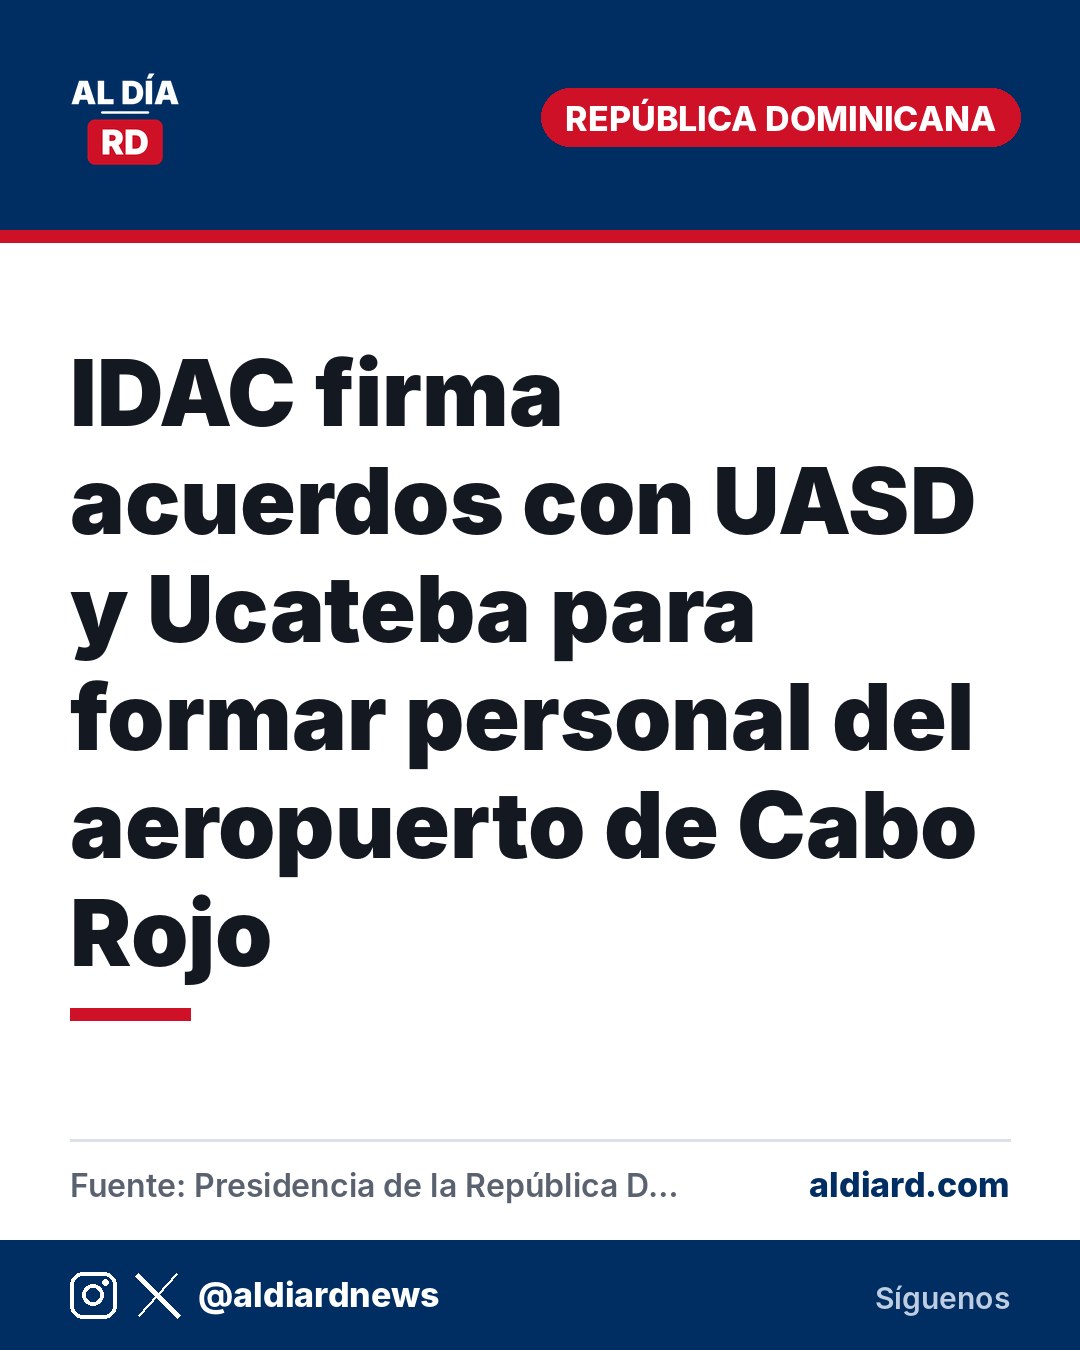 AL DÍA
RD
REPÚBLICA DOMINICANA
IDAC firma
acuerdos con UASD
y Ucateba para
formar personal del
aeropuerto de Cabo
Rojo
Fuente: Presidencia de la República D...
aldiard.com
@aldiardnews
Síguenos